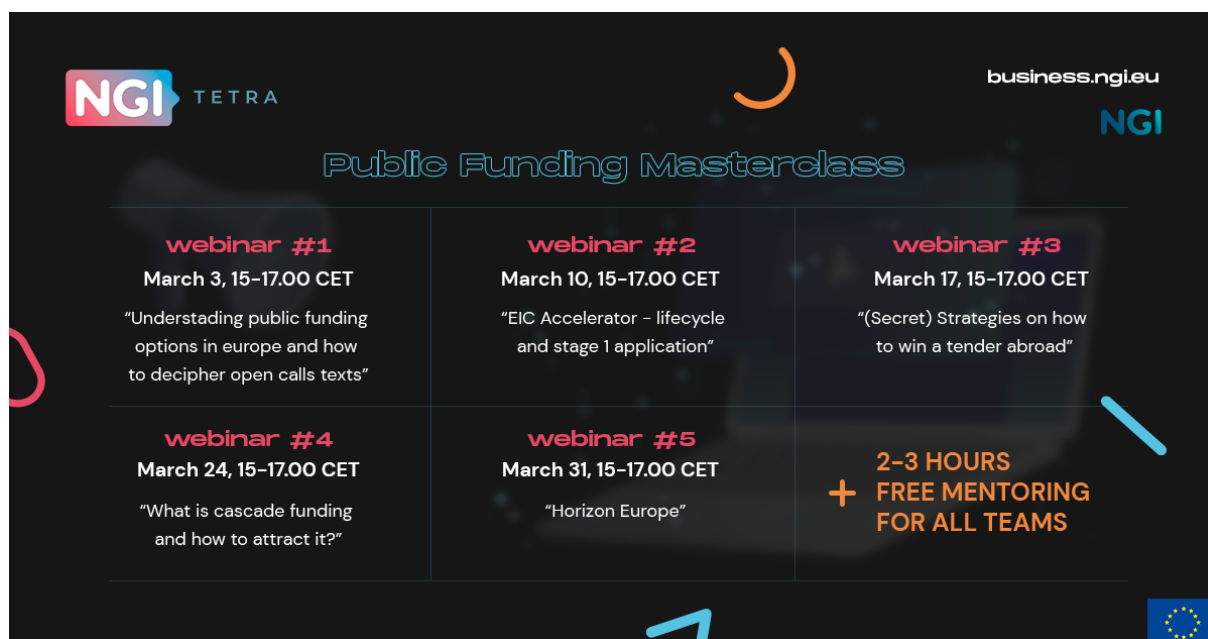 NGI TETRA
business.ngi.eu
NGI
Public Funding Masterclass
webinar #1
March 3, 15-17.00 CET
“Understading public funding
options in europe and how
to decipher open calls texts”
webinar #2
March 10, 15-17.00 CET
“EIC Accelerator - lifecycle
and stage 1 application”
webinar #3
March 17, 15-17.00 CET
“(Secret) Strategies on how
to win a tender abroad”
webinar #4
March 24, 15-17.00 CET
“What is cascade funding
and how to attract it?”
webinar #5
March 31, 15-17.00 CET
“Horizon Europe”
+ 2-3 HOURS
FREE MENTORING
FOR ALL TEAMS